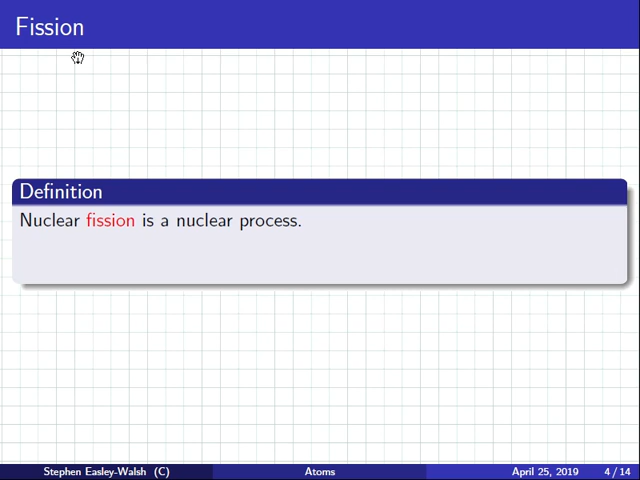 Fission
Definition
Nuclear fission is a nuclear process.
Stephen Easley-Walsh (C) Atoms April 25, 2019 4 / 14